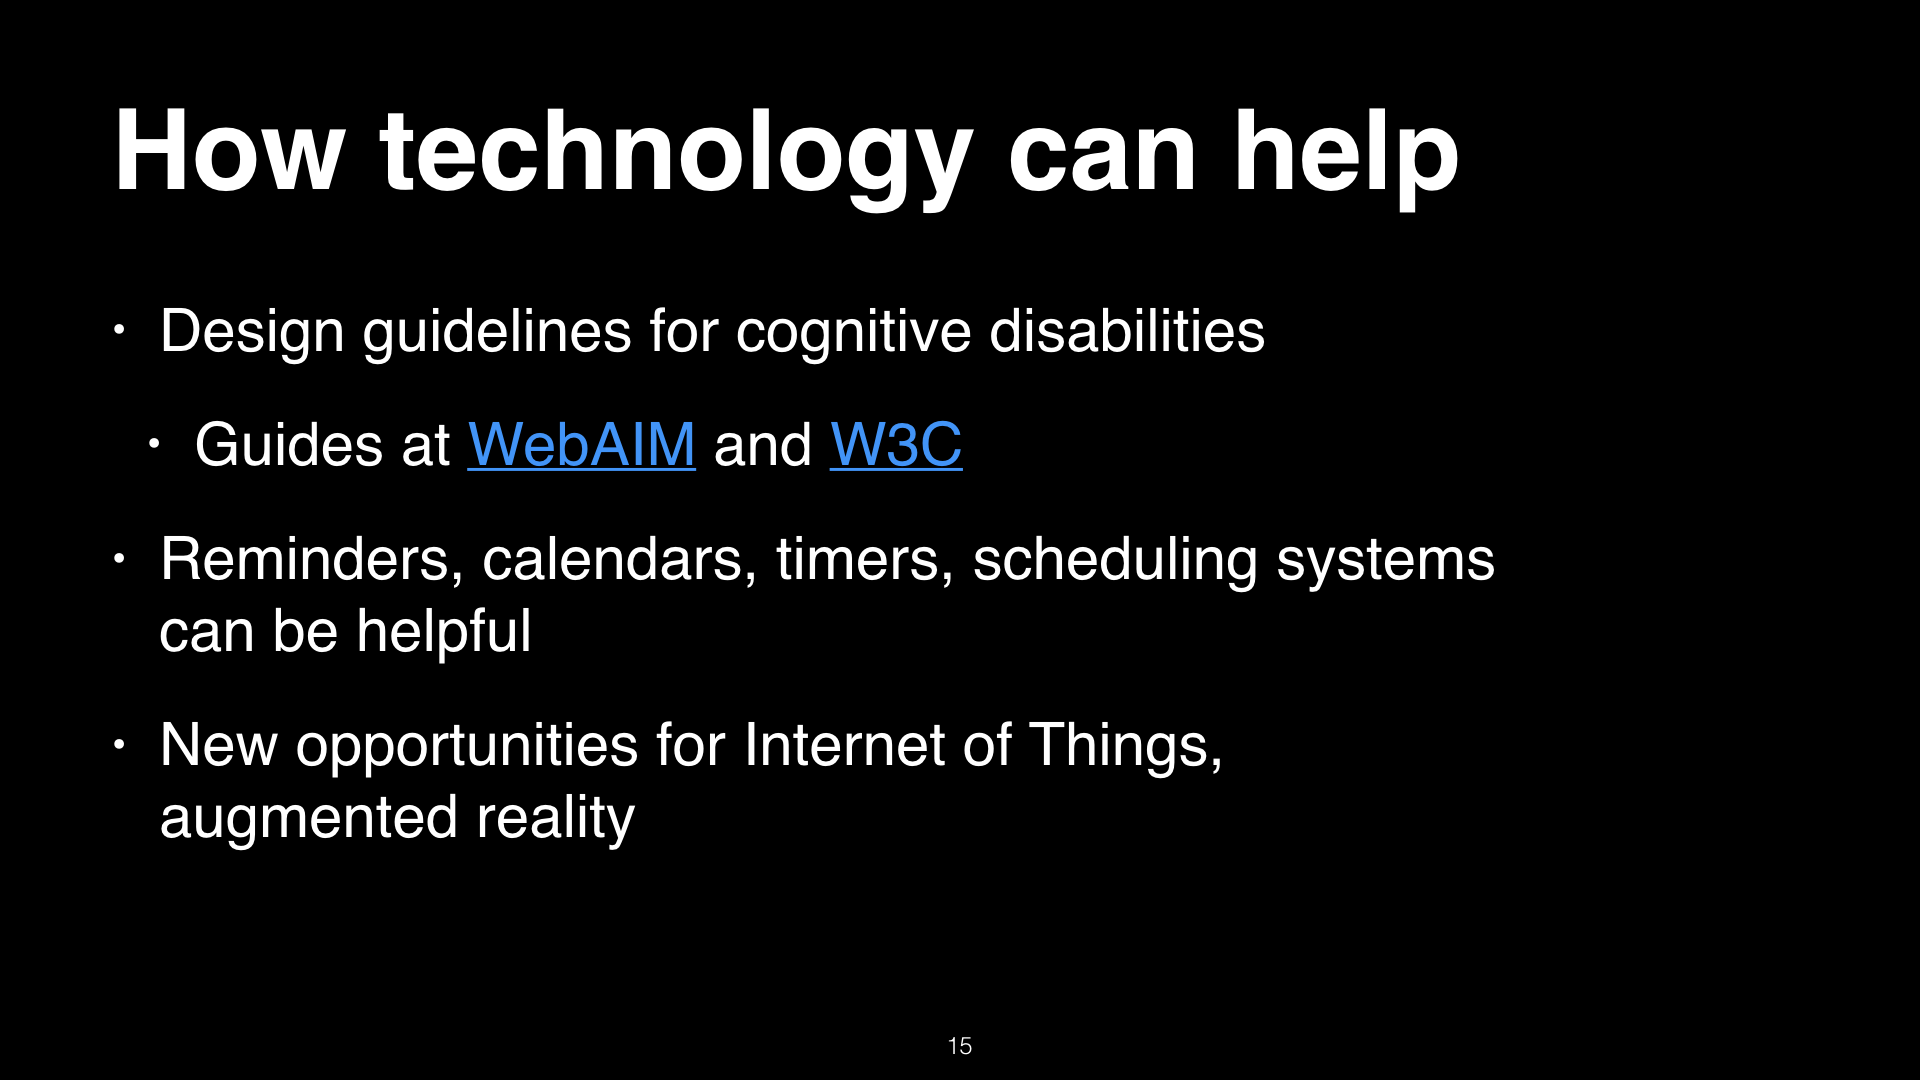 How technology can help
• Design guidelines for cognitive disabilities
• Guides at WebAIM and W3C
• Reminders, calendars, timers, scheduling systems
can be helpful
• New opportunities for Internet of Things,
augmented reality
15